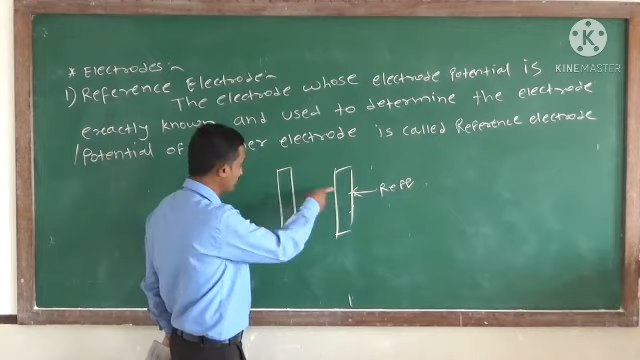 * Electrodes :~
1) Reference Electrode~
The electrode whose electrode potential is
exactly known and used to determine the electrode
/Potential of er electrode is called Reference electrode
← Refe
KINEMASTER